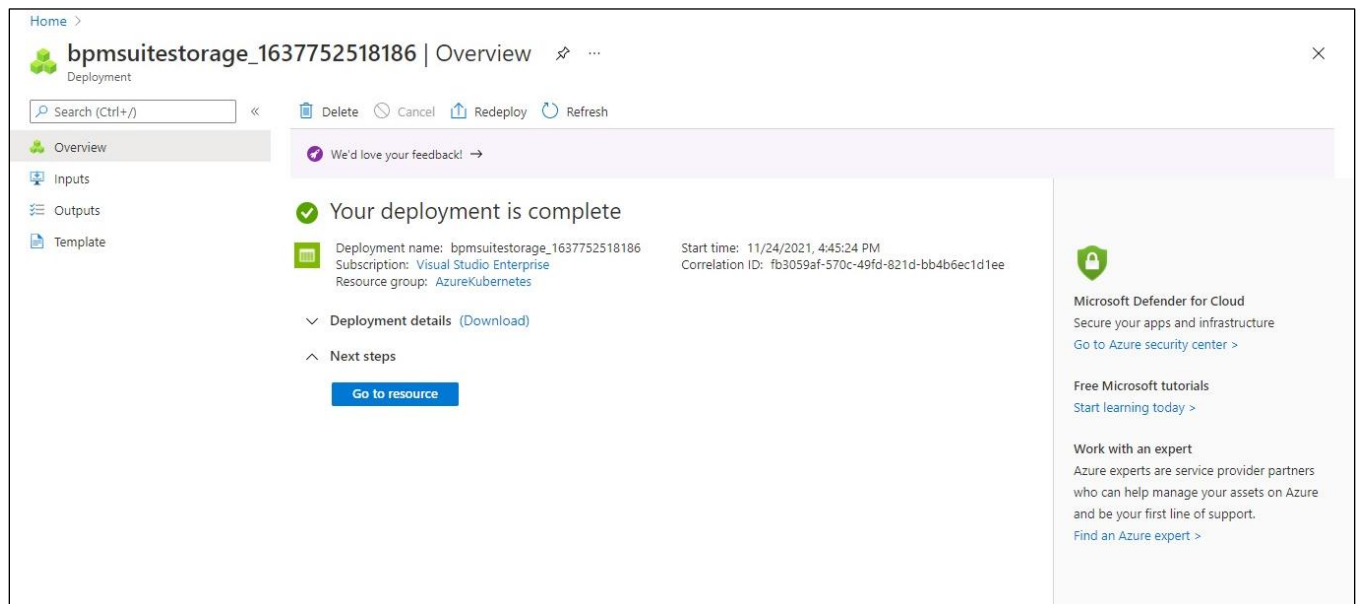 Home >
bpmsuitestorage_1637752518186 | Overview ...
Deployment
Search (Ctrl+/) «
Delete Cancel Redeploy Refresh
Overview
Inputs
Outputs
Template
We'd love your feedback! →
Your deployment is complete
Deployment name: bpmsuitestorage_1637752518186 Start time: 11/24/2021, 4:45:24 PM
Subscription: Visual Studio Enterprise Correlation ID: fb3059af-570c-49fd-821d-bb4b6ec1d1ee
Resource group: AzureKubernetes
Deployment details (Download)
Next steps
Go to resource
Microsoft Defender for Cloud
Secure your apps and infrastructure
Go to Azure security center >
Free Microsoft tutorials
Start learning today >
Work with an expert
Azure experts are service provider partners
who can help manage your assets on Azure
and be your first line of support.
Find an Azure expert >